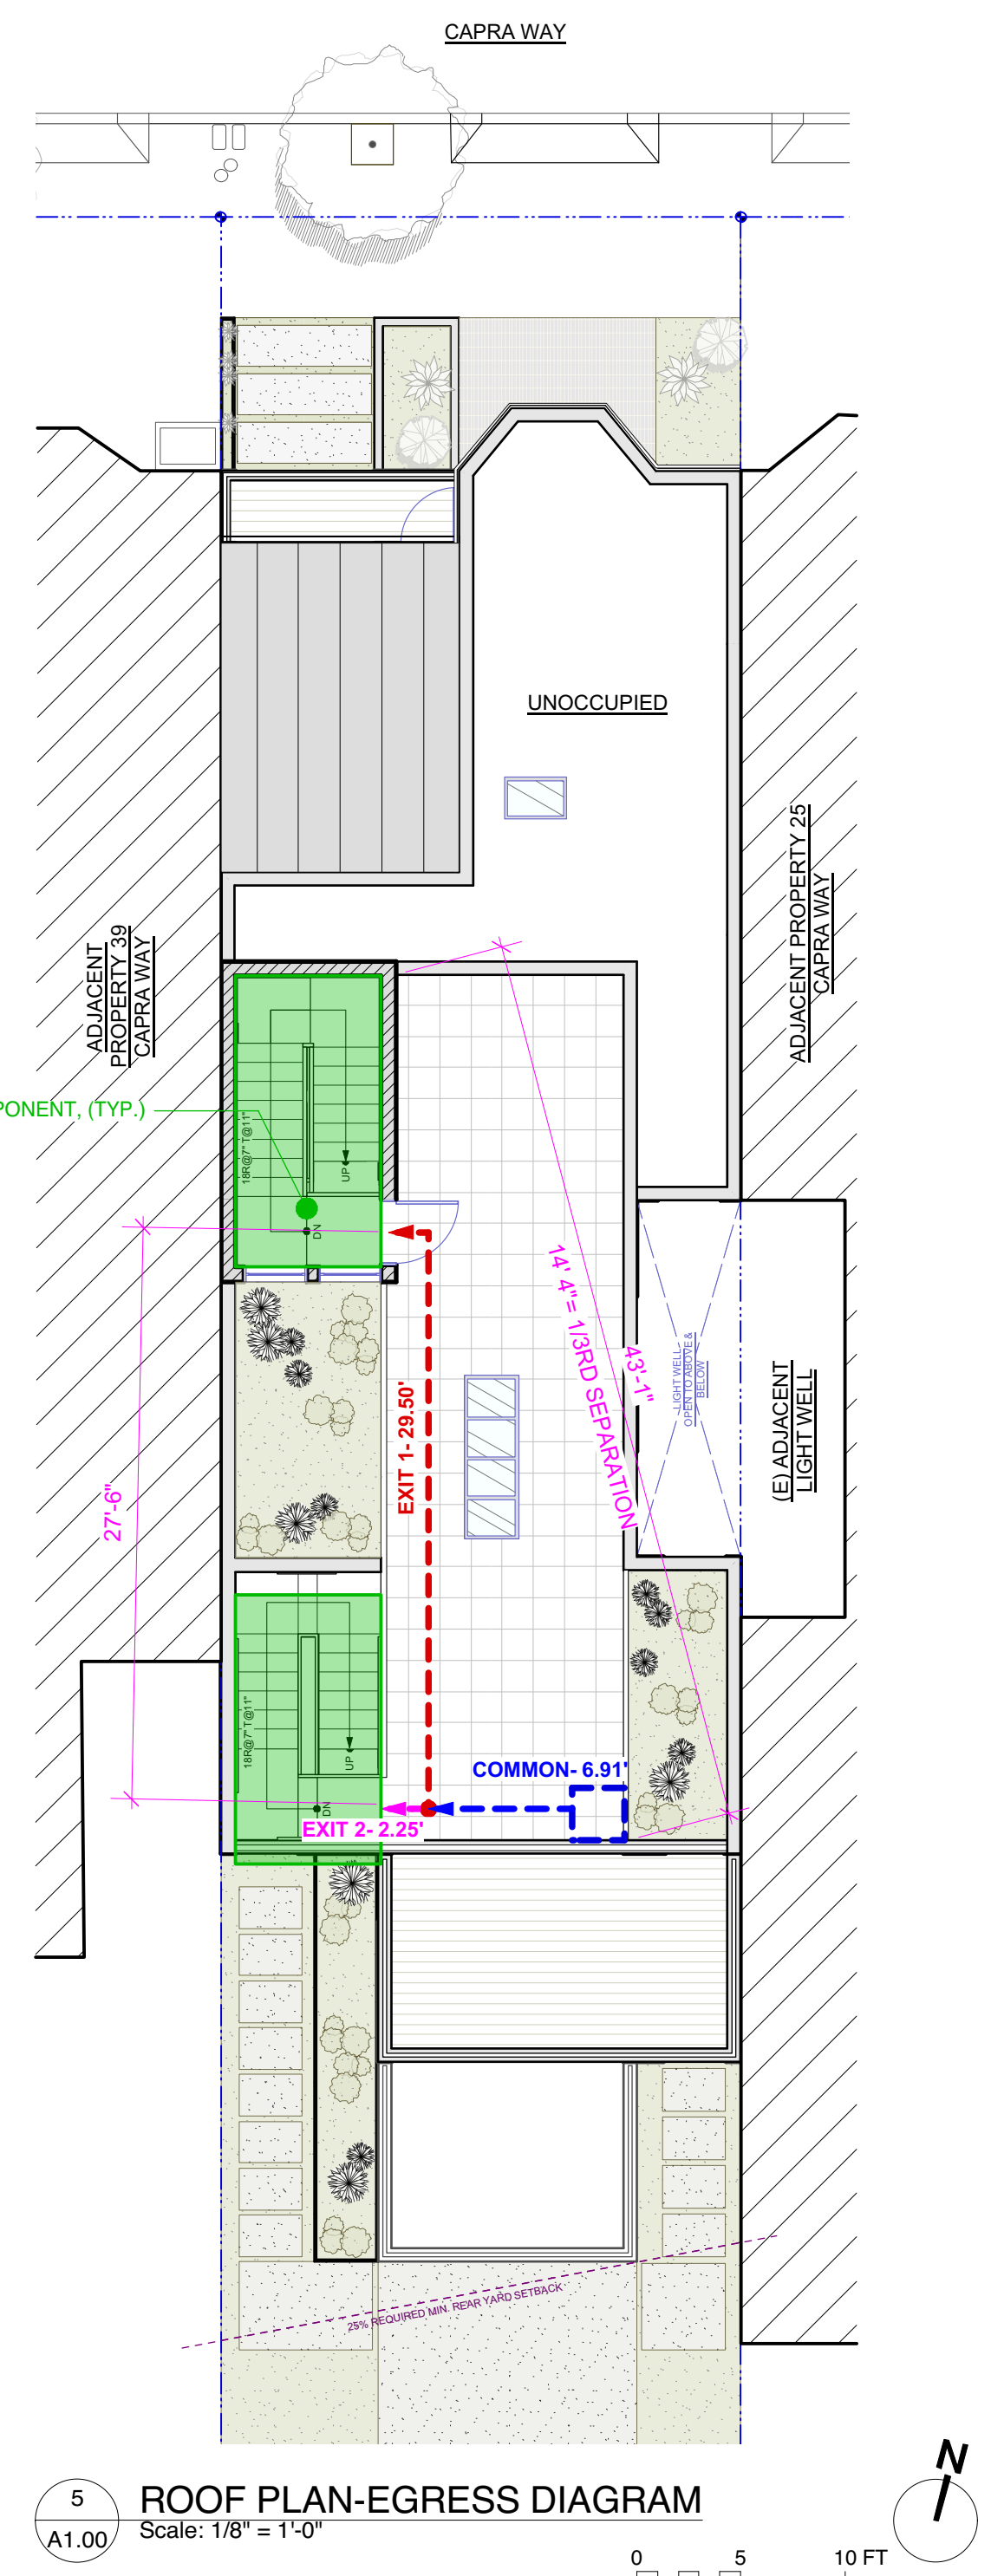 CAPRA WAY
UNOCCUPIED
ADJACENT PROPERTY 25
CAPRA WAY
ADJACENT
PROPERTY 39
CAPRA WAY
PONENT, (TYP.)
18R@7" T@11"
UP
DN
14' 4"= 1/3RD SEPARATION
43'-1"
LIGHT WELL
OPEN TO ABOVE &
BELOW
(E) ADJACENT
LIGHT WELL
EXIT 1- 29.50'
27'-6"
18R@7" T@11"
UP
DN
COMMON- 6.91'
EXIT 2- 2.25'
25% REQUIRED MIN. REAR YARD SETBACK
N
5
A1.00
ROOF PLAN-EGRESS DIAGRAM
Scale: 1/8" = 1'-0"
0 5 10 FT